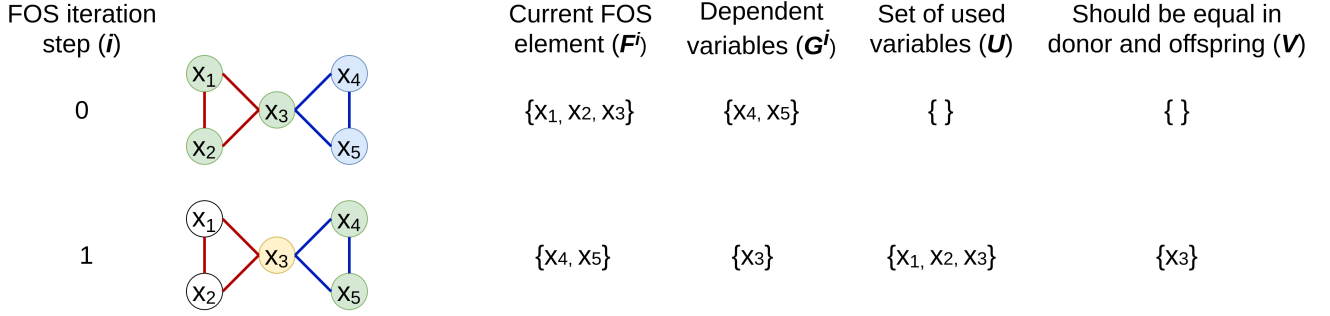 FOS iteration step (i)
Current FOS element (Fⁱ)
Dependent variables (Gⁱ)
Set of used variables (U)
Should be equal in donor and offspring (V)
0
x₁
x₂
x₃
x₄
x₅
{x₁, x₂, x₃}
{x₄, x₅}
{ }
{ }
1
x₁
x₂
x₃
x₄
x₅
{x₄, x₅}
{x₃}
{x₁, x₂, x₃}
{x₃}